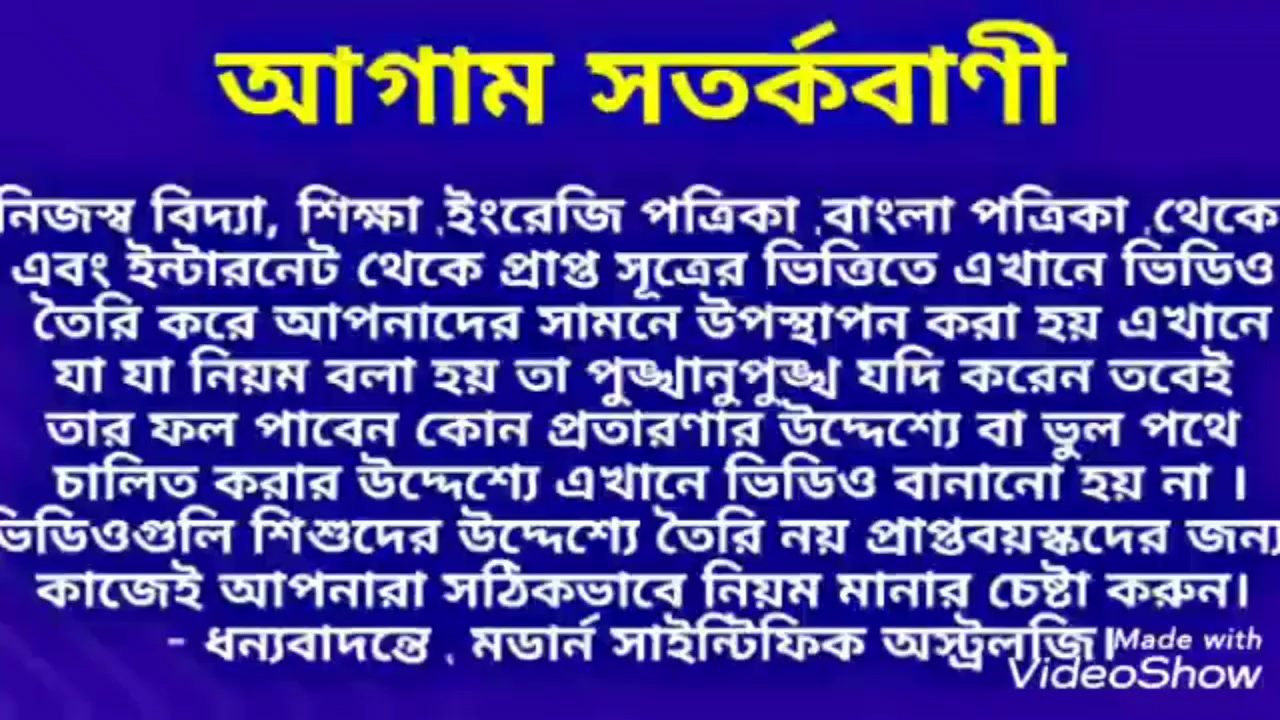 আগাম সতর্কবাণী
নিজস্ব বিদ্যা, শিক্ষা ,ইংরেজি পত্রিকা ,বাংলা পত্রিকা ,থেকে
এবং ইন্টারনেট থেকে প্রাপ্ত সূত্রের ভিত্তিতে এখানে ভিডিও
তৈরি করে আপনাদের সামনে উপস্থাপন করা হয় এখানে
যা যা নিয়ম বলা হয় তা পুঙ্খানুপুঙ্খ যদি করেন তবেই
তার ফল পাবেন কোন প্রতারণার উদ্দেশ্যে বা ভুল পথে
চালিত করার উদ্দেশ্যে এখানে ভিডিও বানানো হয় না ।
ভিডিওগুলি শিশুদের উদ্দেশ্যে তৈরি নয় প্রাপ্তবয়স্কদের জন্য
কাজেই আপনারা সঠিকভাবে নিয়ম মানার চেষ্টা করুন।
- ধন্যবাদন্তে , মডার্ন সাইন্টিফিক অস্ট্রলজি।
Made with
VideoShow